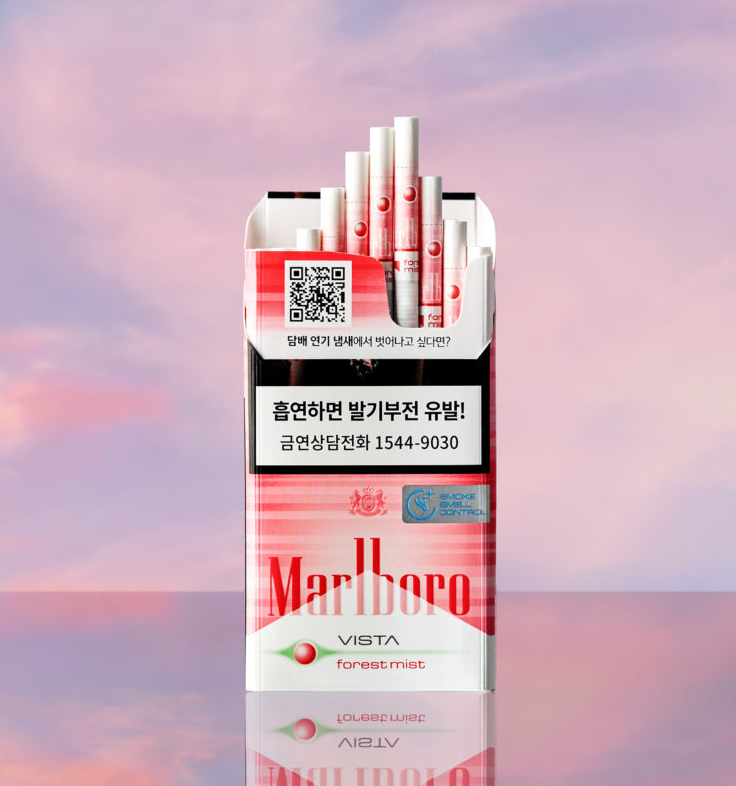 담배 연기 냄새에서 벗어나고 싶다면?
흡연하면 발기부전 유발!
금연상담전화 1544-9030
SMOKE
SMELL
CONTROL
Marlboro
VISTA
forest mist